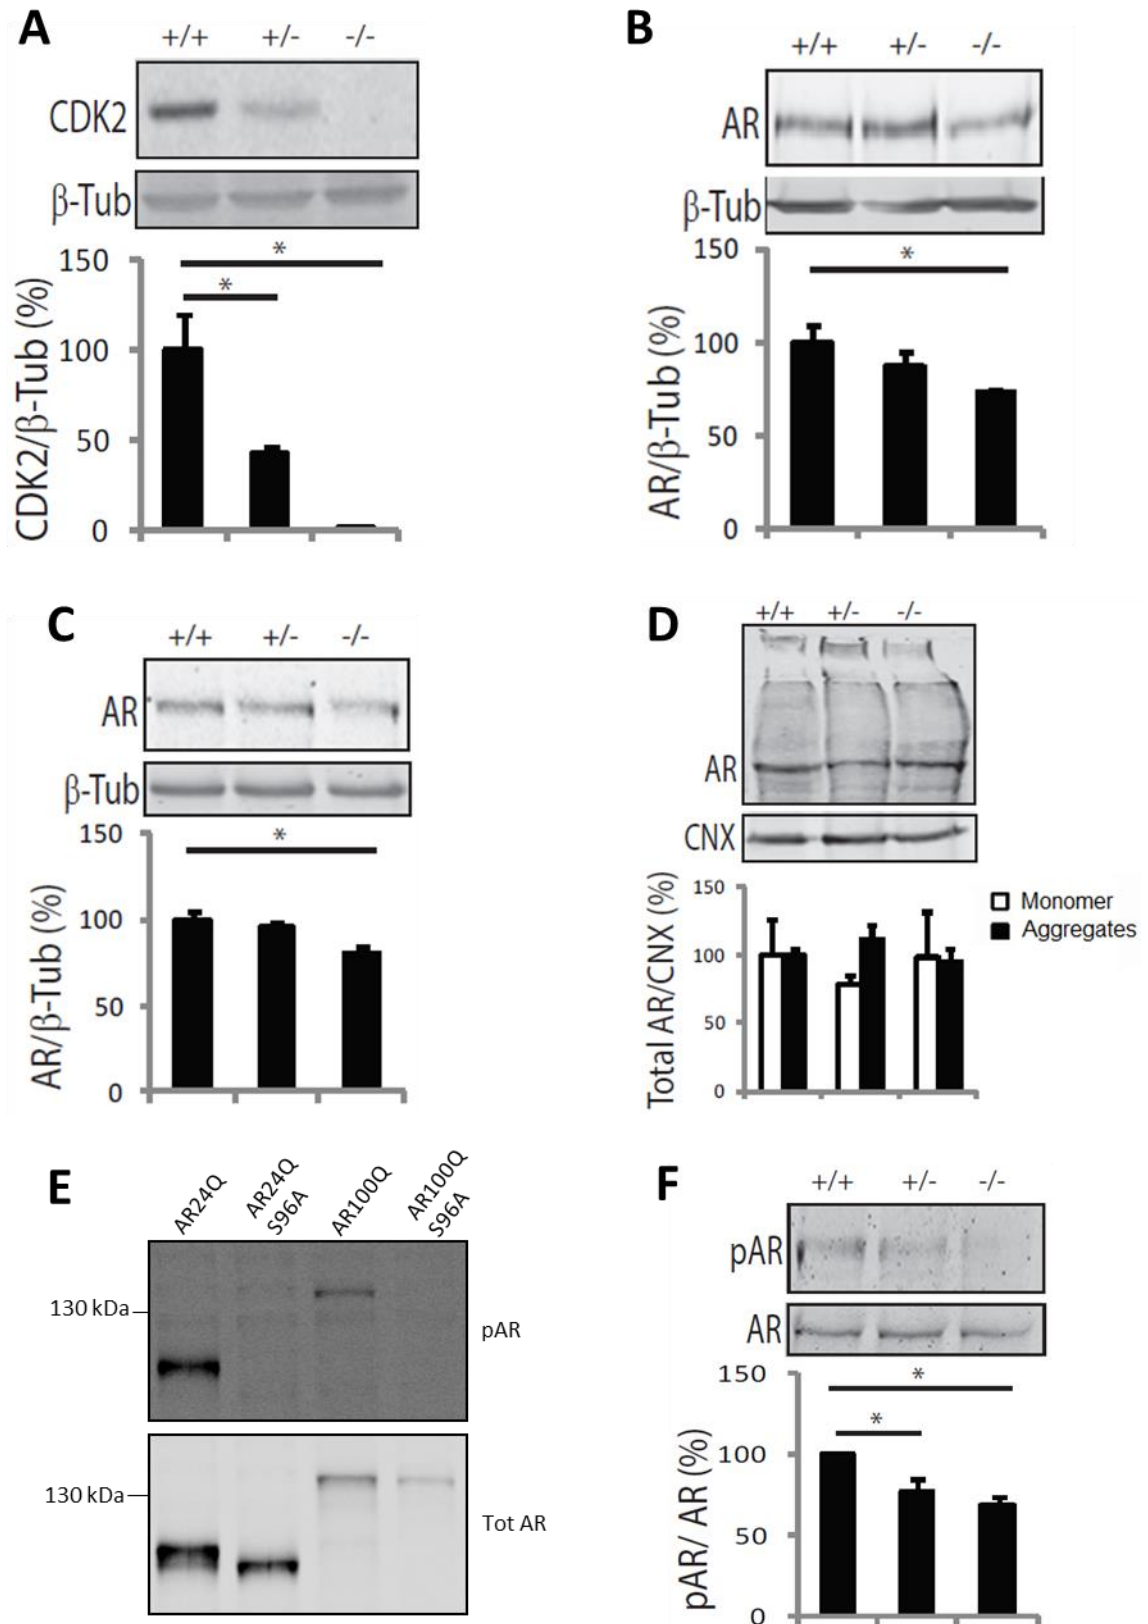 A
+/+ +/- -/-
CDK2
β-Tub
*
*
CDK2/β-Tub (%)
150
100
50
0
B
+/+ +/- -/-
AR
β-Tub
*
AR/β-Tub (%)
150
100
50
0
C
+/+ +/- -/-
AR
β-Tub
*
AR/β-Tub (%)
150
100
50
0
D
+/+ +/- -/-
AR
CNX
Total AR/CNX (%)
150
100
50
0
Monomer
Aggregates
E
AR24Q
AR24Q
S96A
AR100Q
AR100Q
S96A
130 kDa
pAR
130 kDa
Tot AR
F
+/+ +/- -/-
pAR
AR
*
*
pAR/ AR (%)
150
100
50
0